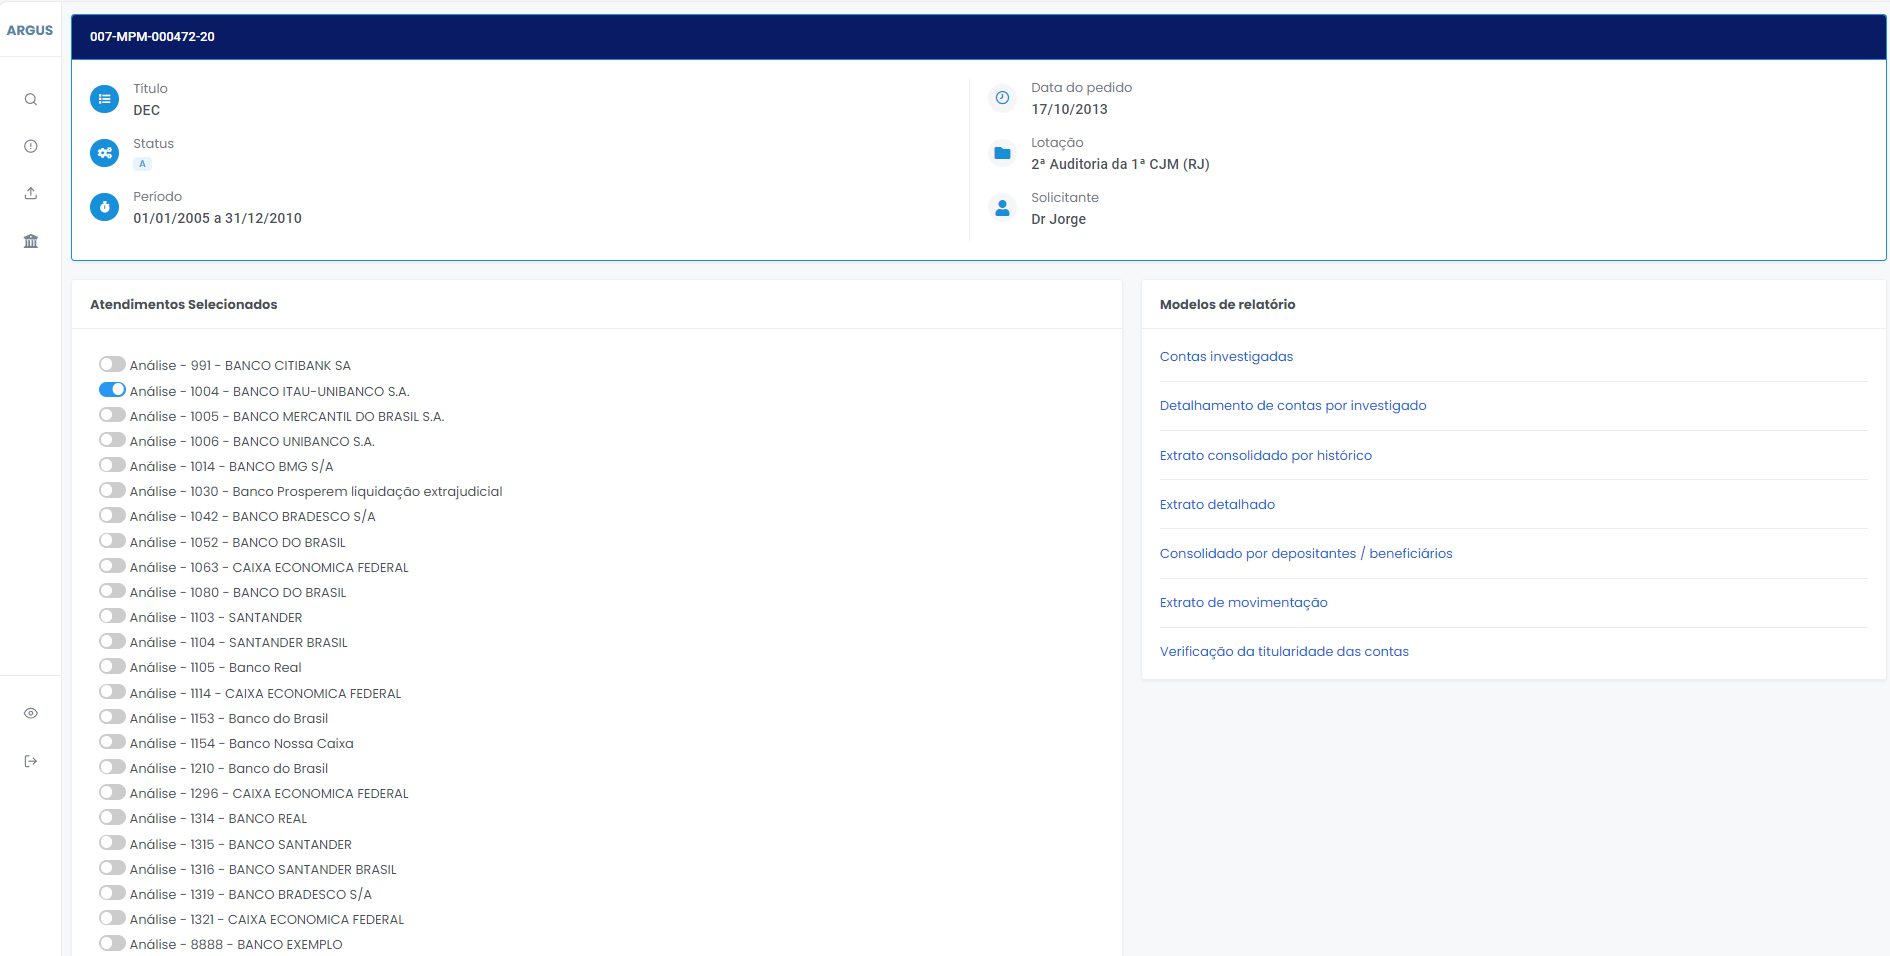 ARGUS
007-MPM-000472-20
Título
DEC
Status
A
Período
01/01/2005 a 31/12/2010
Data do pedido
17/10/2013
Lotação
2ª Auditoria da 1ª CJM (RJ)
Solicitante
Dr Jorge
Atendimentos Selecionados
Análise - 991 - BANCO CITIBANK SA
Análise - 1004 - BANCO ITAU-UNIBANCO S.A.
Análise - 1005 - BANCO MERCANTIL DO BRASIL S.A.
Análise - 1006 - BANCO UNIBANCO S.A.
Análise - 1014 - BANCO BMG S/A
Análise - 1030 - Banco Prosperem liquidação extrajudicial
Análise - 1042 - BANCO BRADESCO S/A
Análise - 1052 - BANCO DO BRASIL
Análise - 1063 - CAIXA ECONOMICA FEDERAL
Análise - 1080 - BANCO DO BRASIL
Análise - 1103 - SANTANDER
Análise - 1104 - SANTANDER BRASIL
Análise - 1105 - Banco Real
Análise - 1114 - CAIXA ECONOMICA FEDERAL
Análise - 1153 - Banco do Brasil
Análise - 1154 - Banco Nossa Caixa
Análise - 1210 - Banco do Brasil
Análise - 1296 - CAIXA ECONOMICA FEDERAL
Análise - 1314 - BANCO REAL
Análise - 1315 - BANCO SANTANDER
Análise - 1316 - BANCO SANTANDER BRASIL
Análise - 1319 - BANCO BRADESCO S/A
Análise - 1321 - CAIXA ECONOMICA FEDERAL
Análise - 8888 - BANCO EXEMPLO
Modelos de relatório
Contas investigadas
Detalhamento de contas por investigado
Extrato consolidado por histórico
Extrato detalhado
Consolidado por depositantes / beneficiários
Extrato de movimentação
Verificação da titularidade das contas